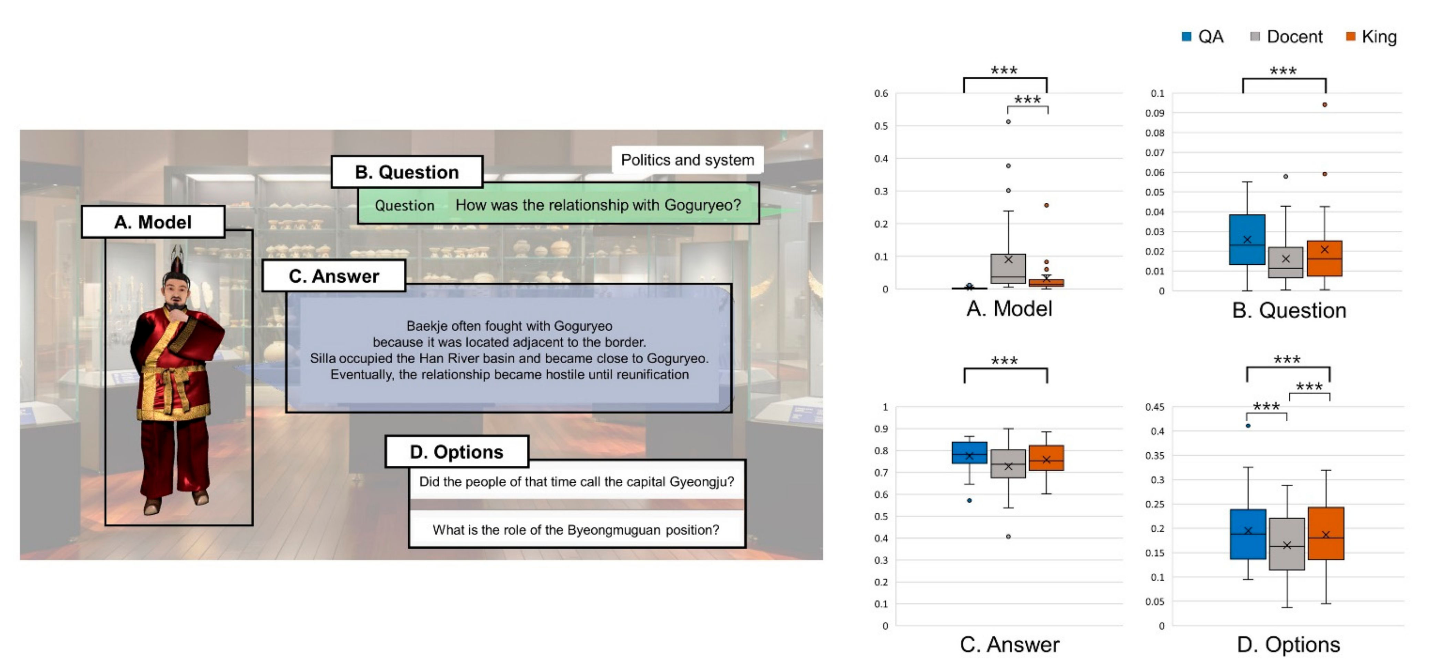 Politics and system
B. Question
Question How was the relationship with Goguryeo?
A. Model
C. Answer
Baekje often fought with Goguryeo
because it was located adjacent to the border.
Silla occupied the Han River basin and became close to Goguryeo.
Eventually, the relationship became hostile until reunification
D. Options
Did the people of that time call the capital Gyeongju?
What is the role of the Byeongmuguan position?
QA Docent King
***
***
0.6
0.5
0.4
0.3
0.2
0.1
0
A. Model
***
0.1
0.09
0.08
0.07
0.06
0.05
0.04
0.03
0.02
0.01
0
B. Question
***
1
0.9
0.8
0.7
0.6
0.5
0.4
0.3
0.2
0.1
0
C. Answer
***
***
***
0.45
0.4
0.35
0.3
0.25
0.2
0.15
0.1
0.05
0
D. Options